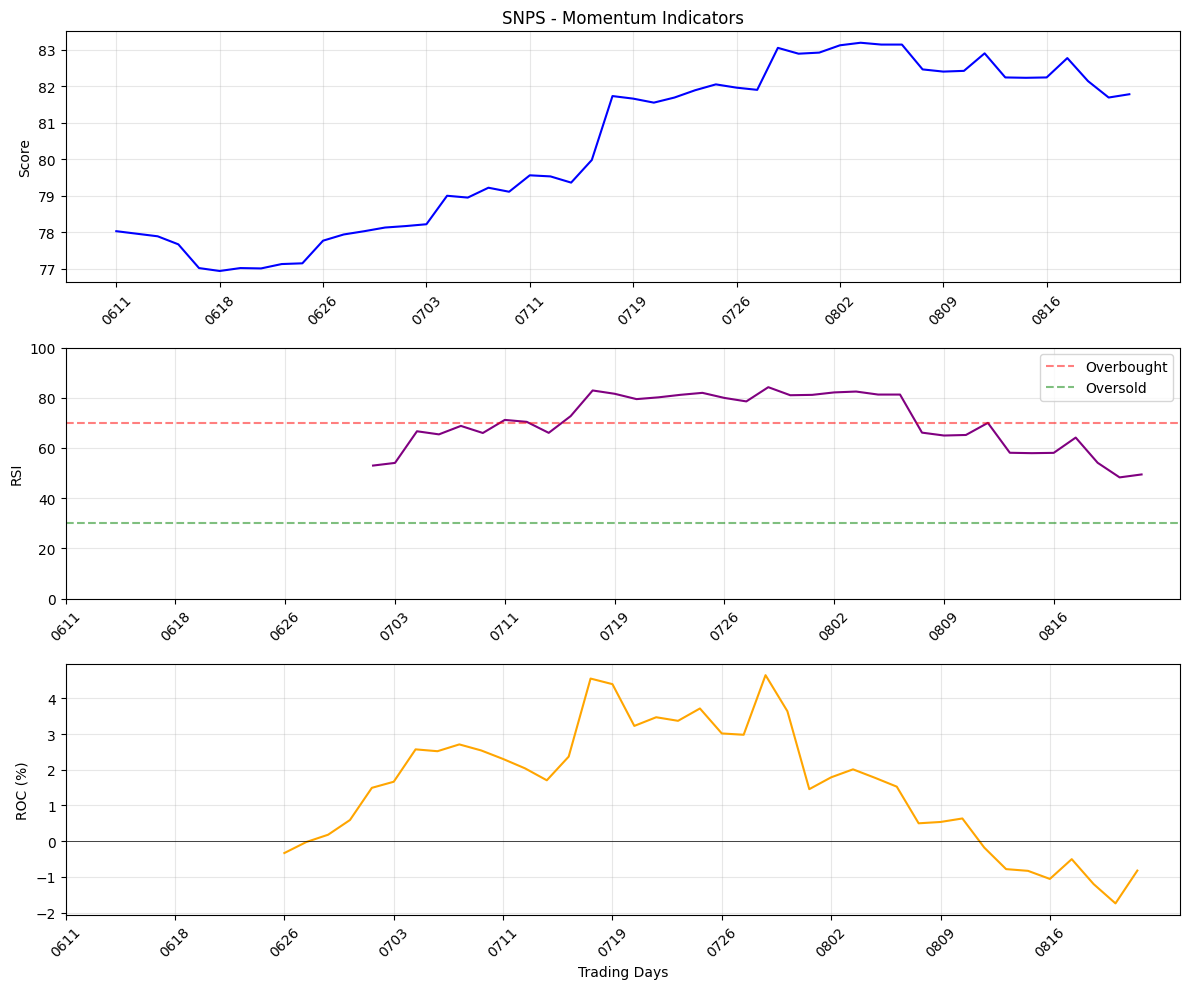 SNPS - Momentum Indicators
Score
83
82
81
80
79
78
77
0611 0618 0626 0703 0711 0719 0726 0802 0809 0816
RSI
100
80
60
40
20
0
Overbought
Oversold
0611 0618 0626 0703 0711 0719 0726 0802 0809 0816
ROC (%)
4
3
2
1
0
−1
−2
0611 0618 0626 0703 0711 0719 0726 0802 0809 0816
Trading Days